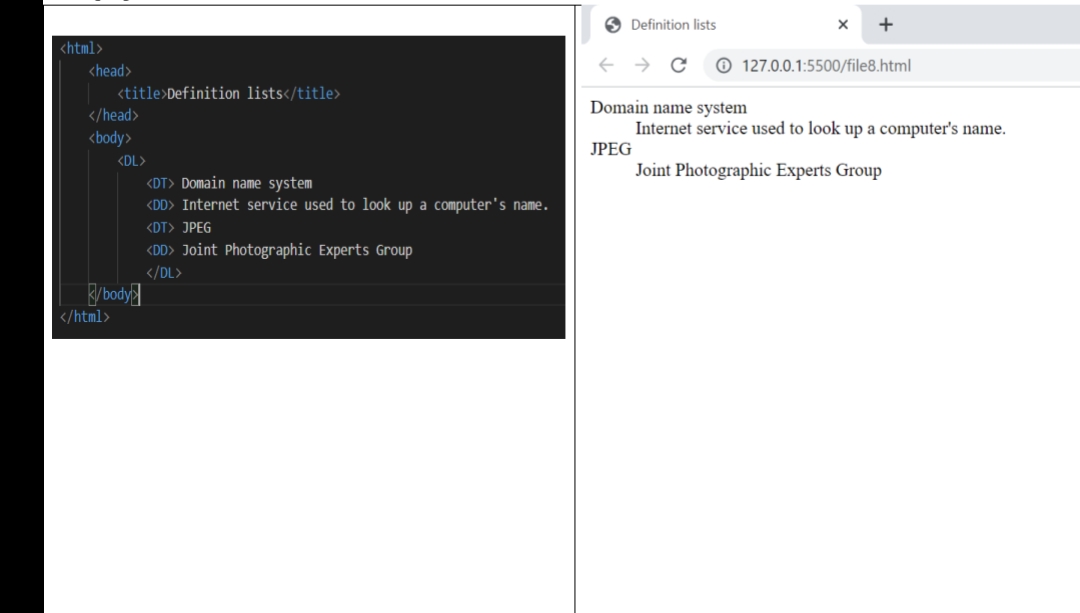 <html>
<head>
<title>Definition lists</title>
</head>
<body>
<DL>
<DT> Domain name system
<DD> Internet service used to look up a computer's name.
<DT> JPEG
<DD> Joint Photographic Experts Group
</DL>
</body>
</html>
Definition lists
127.0.0.1:5500/file8.html
Domain name system
Internet service used to look up a computer's name.
JPEG
Joint Photographic Experts Group